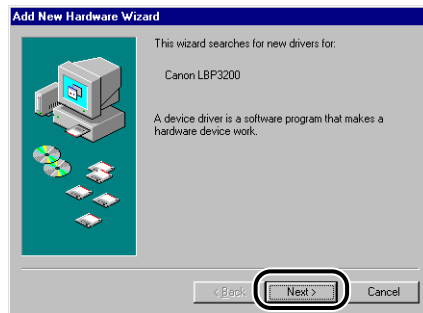 Add New Hardware Wizard
This wizard searches for new drivers for:
Canon LBP3200
A device driver is a software program that makes a
hardware device work.
< Back
Next >
Cancel